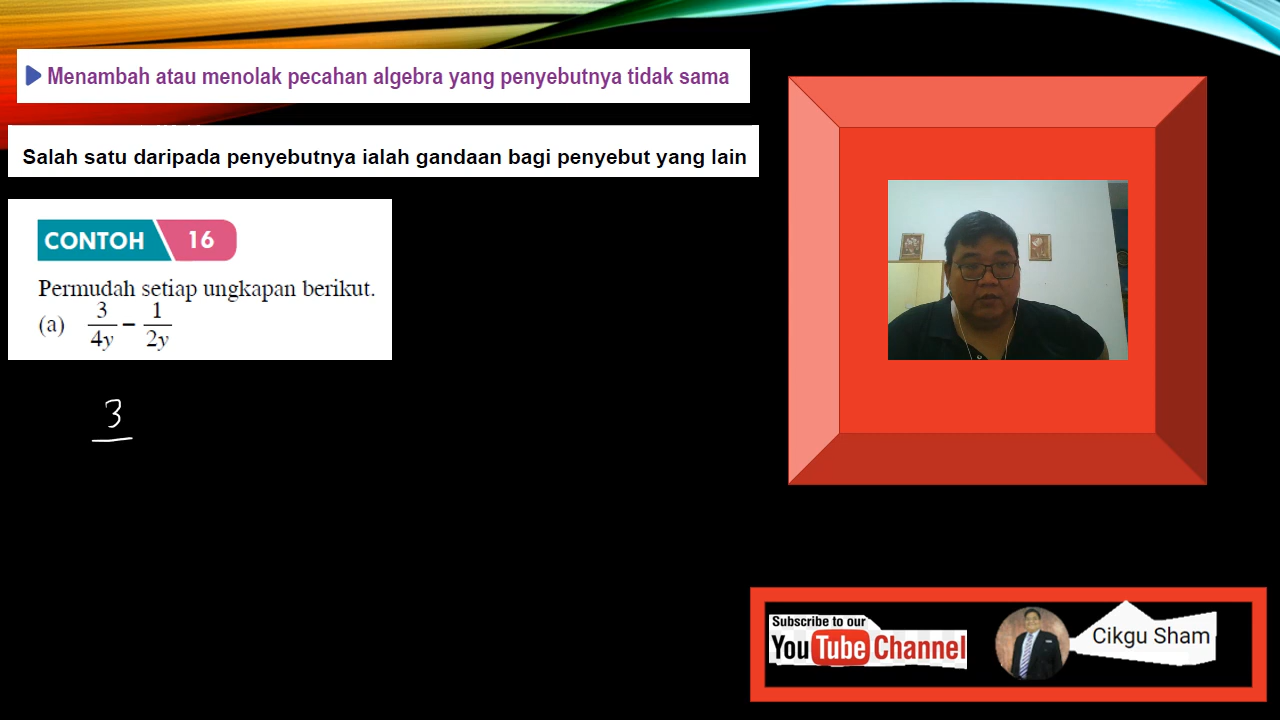 Menambah atau menolak pecahan algebra yang penyebutnya tidak sama
Salah satu daripada penyebutnya ialah gandaan bagi penyebut yang lain
CONTOH 16
Permudah setiap ungkapan berikut.
(a) 3/4y − 1/2y
3
Subscribe to our
YouTube Channel
Cikgu Sham